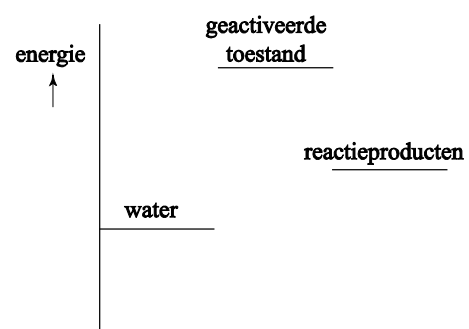 geactiveerde
toestand
energie
reactieproducten
water